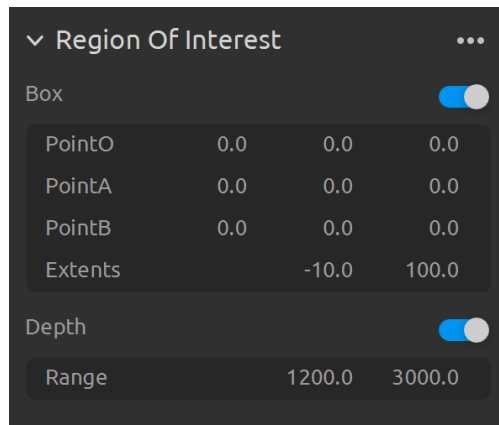 Region Of Interest
Box
PointO 0.0 0.0 0.0
PointA 0.0 0.0 0.0
PointB 0.0 0.0 0.0
Extents -10.0 100.0
Depth
Range 1200.0 3000.0